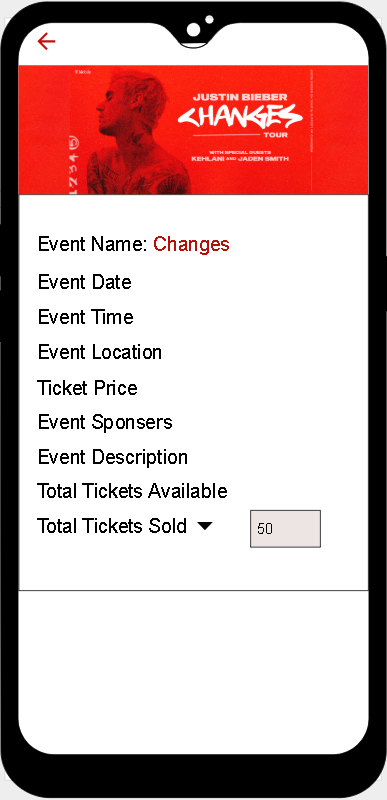 JUSTIN BIEBER
CHANGES
TOUR
WITH SPECIAL GUESTS
KEHLANI AND JADEN SMITH
Event Name: Changes
Event Date
Event Time
Event Location
Ticket Price
Event Sponsers
Event Description
Total Tickets Available
Total Tickets Sold
50